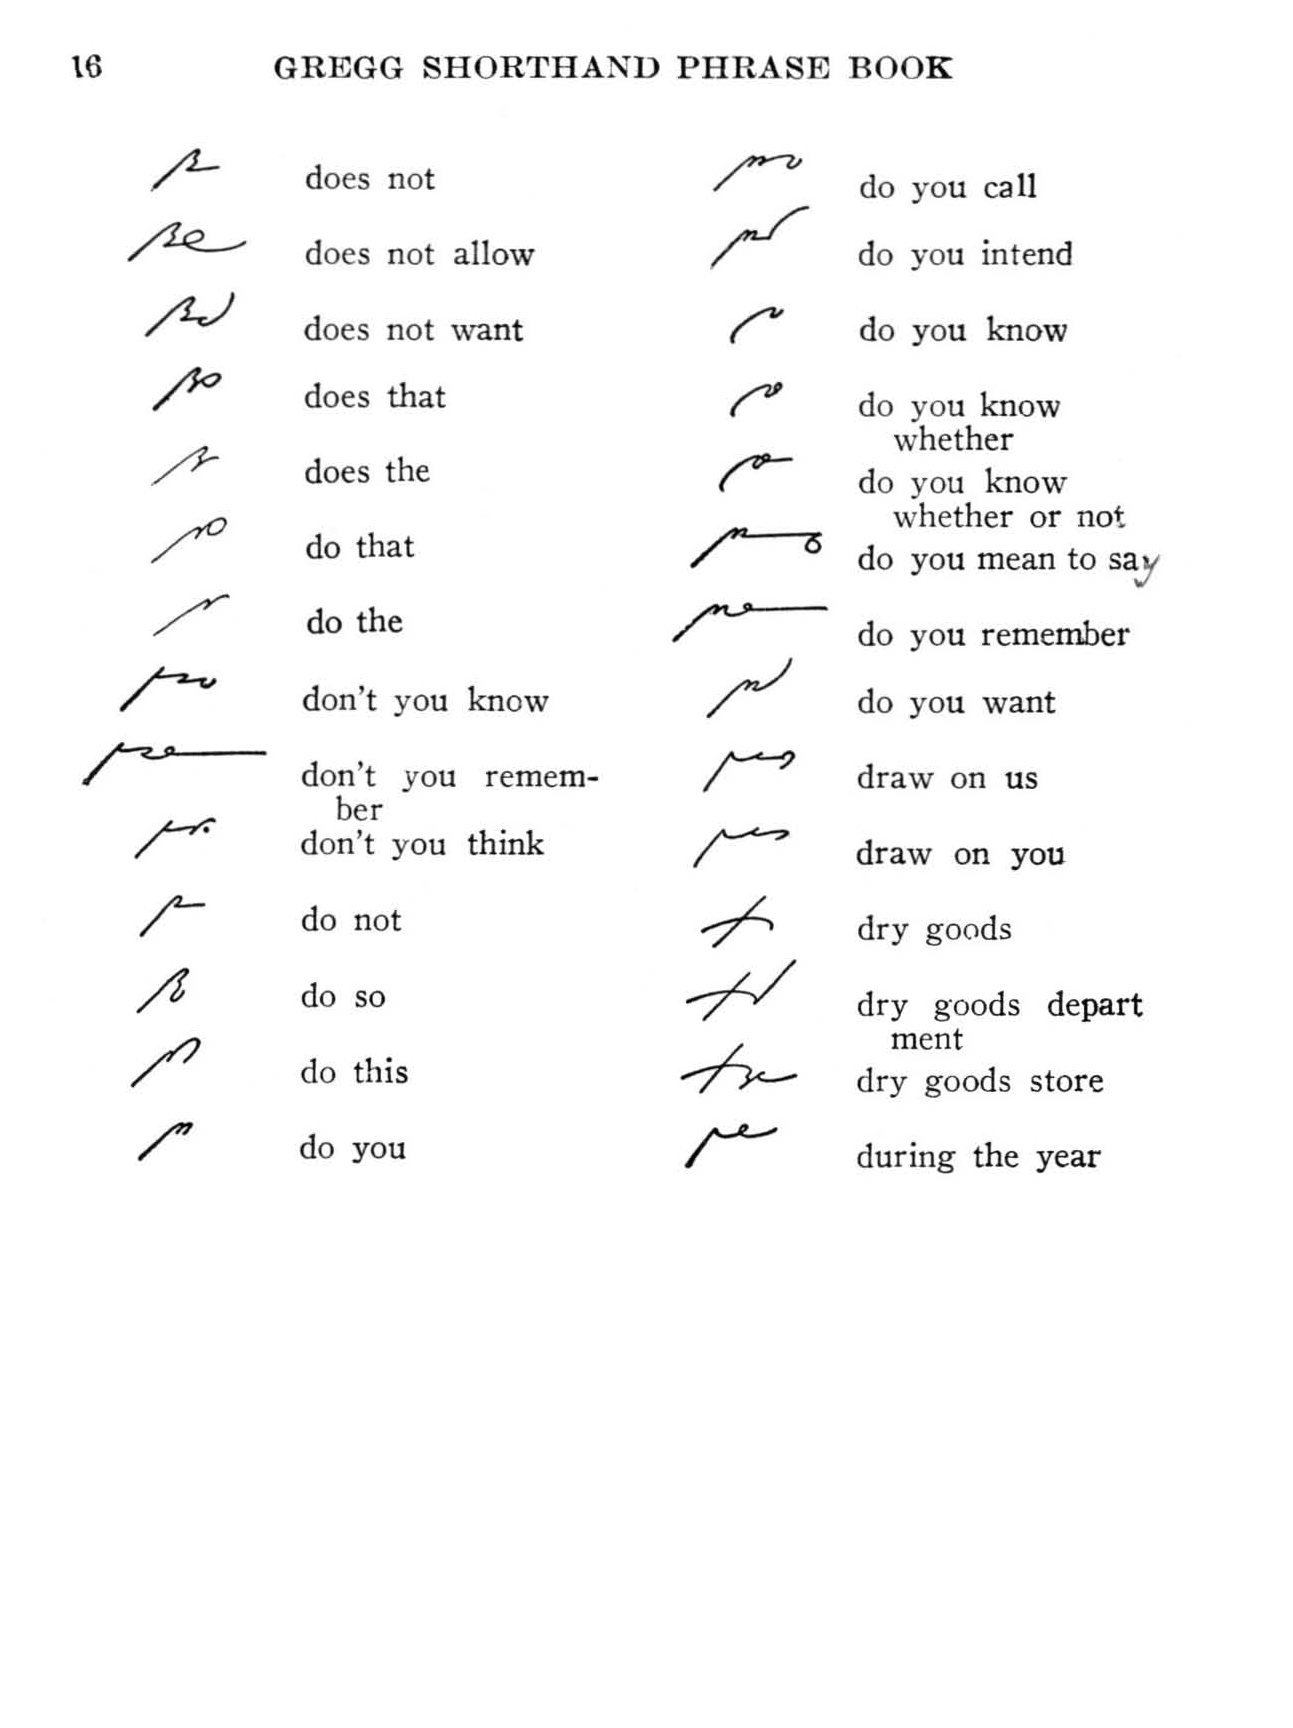 16 GREGG SHORTHAND PHRASE BOOK
does not
does not allow
does not want
does that
does the
do that
do the
don't you know
don't you remem-
ber
don't you think
do not
do so
do this
do you
do you call
do you intend
do you know
do you know
whether
do you know
whether or not
do you mean to say
do you remember
do you want
draw on us
draw on you
dry goods
dry goods depart
ment
dry goods store
during the year